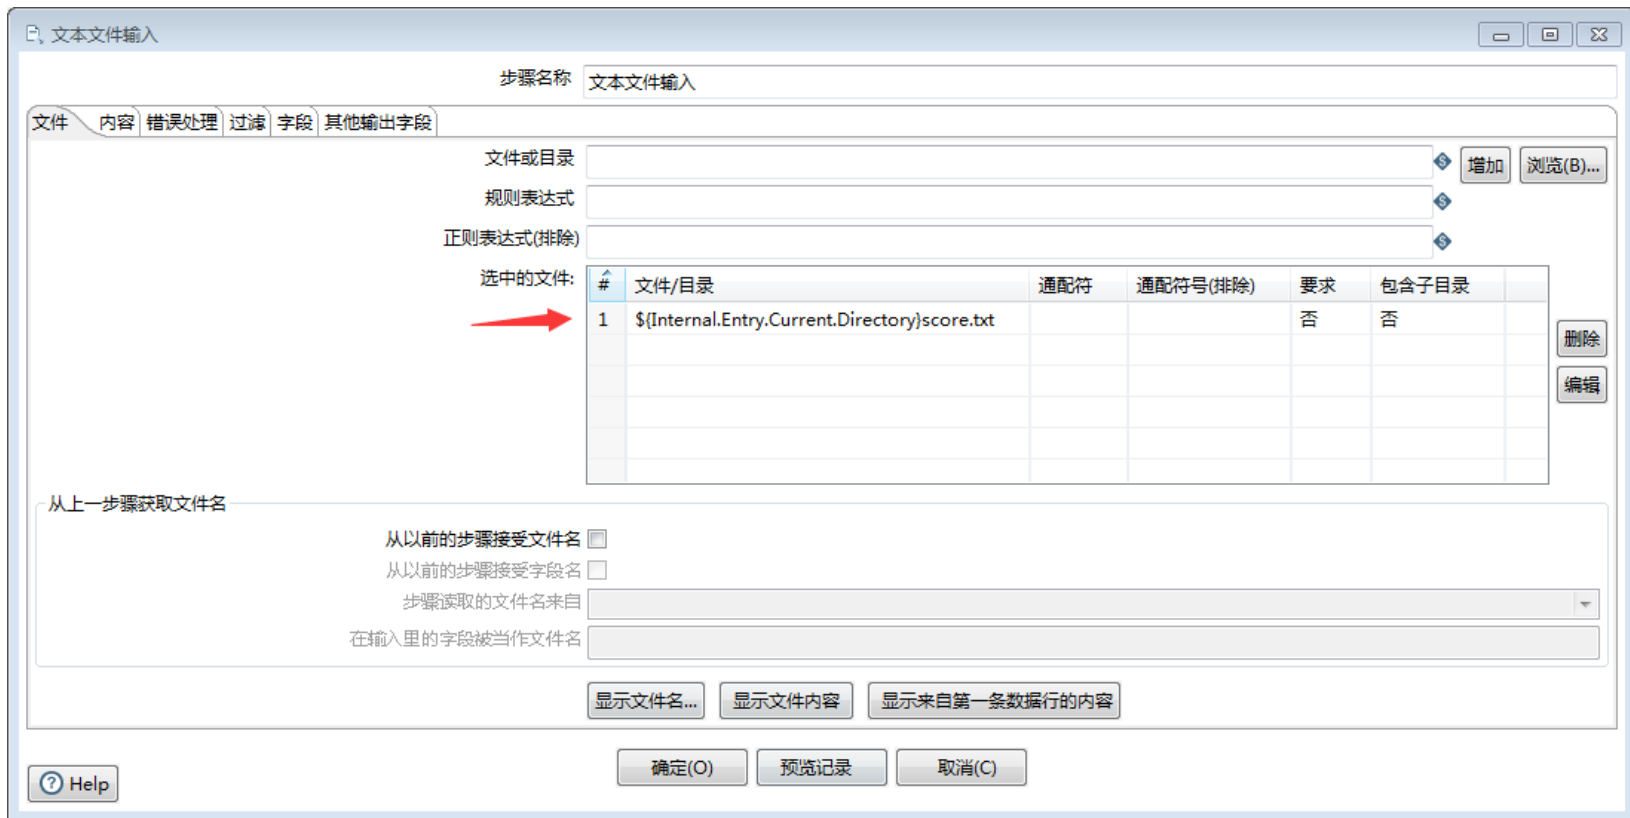 文本文件输入
步骤名称 文本文件输入
文件 内容 错误处理 过滤 字段 其他输出字段
文件或目录 增加 浏览(B)...
规则表达式
正则表达式(排除)
选中的文件: # 文件/目录 通配符 通配符号(排除) 要求 包含子目录
1 ${Internal.Entry.Current.Directory}score.txt 否 否
删除
编辑
从上一步骤获取文件名
从以前的步骤接受文件名
从以前的步骤接受字段名
步骤读取的文件名来自
在输入里的字段被当作文件名
显示文件名... 显示文件内容 显示来自第一条数据行的内容
确定(O) 预览记录 取消(C)
Help